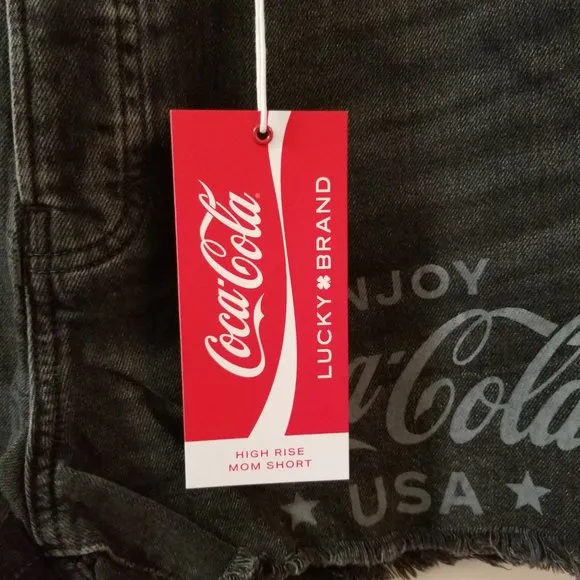 Coca-Cola
LUCKY BRAND
HIGH RISE
MOM SHORT
NJOY
a-Cola
USA